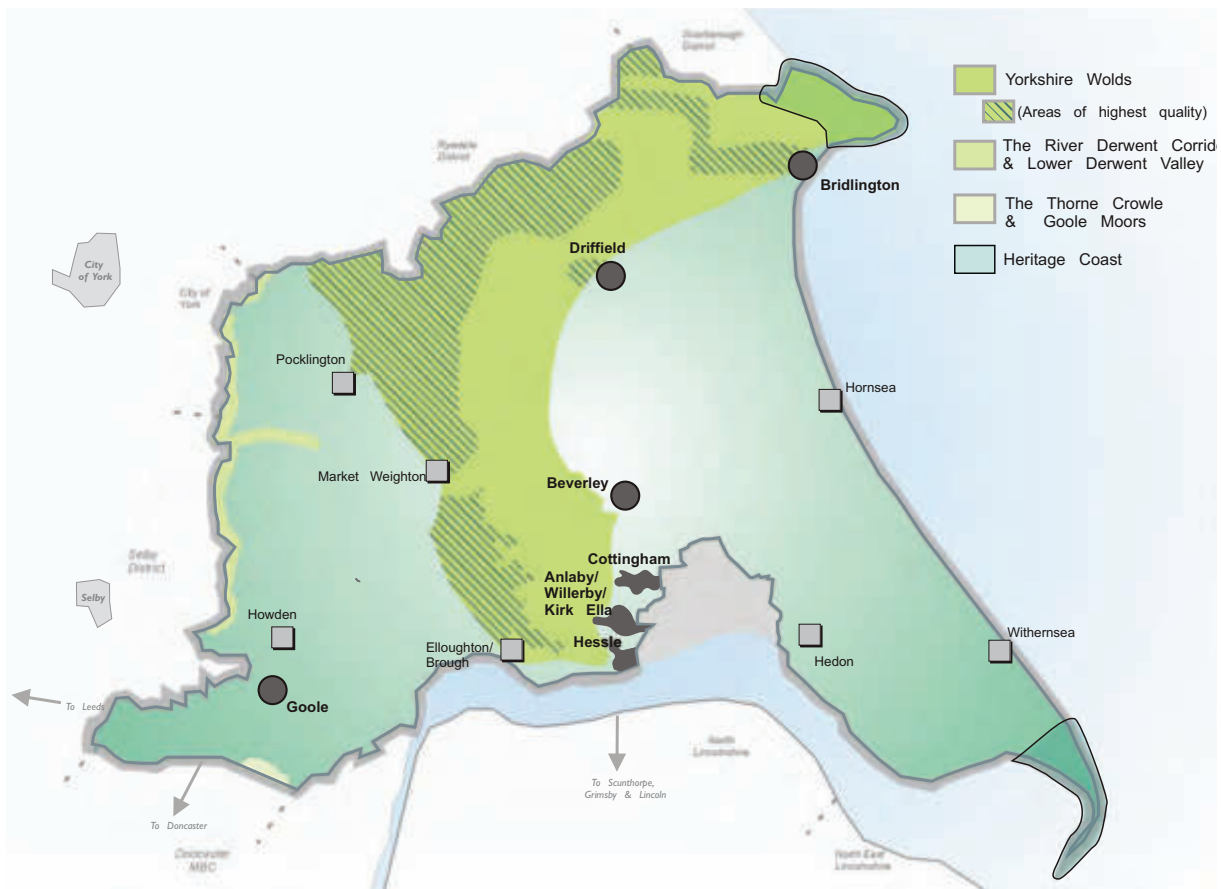 Scarborough
District
Yorkshire Wolds
(Areas of highest quality)
The River Derwent Corrid
& Lower Derwent Valley
The Thorne Crowle
& Goole Moors
Heritage Coast
Ryedale
District
Bridlington
Driffield
City
of York
City of
York
Pocklington
Hornsea
Market Weighton
Beverley
Cottingham
Anlaby/
Willerby/
Kirk Ella
Hessle
Selby
District
Selby
Howden
Elloughton/
Brough
Hedon
Withernsea
To Leeds
Goole
North
Lincolnshire
To Scunthorpe,
Grimsby & Lincoln
To Doncaster
Doncaster
MBC
North East
Lincolnshire